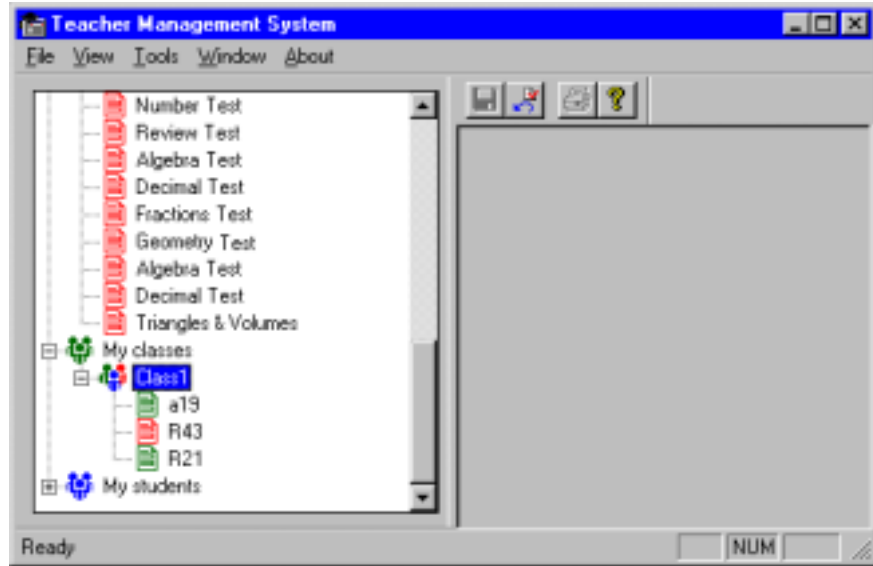 Teacher Management System
File View Tools Window About
Number Test
Review Test
Algebra Test
Decimal Test
Fractions Test
Geometry Test
Algebra Test
Decimal Test
Triangles & Volumes
My classes
Class1
a19
R43
R21
My students
Ready NUM